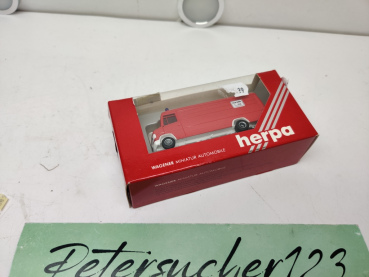 herpa
WAGENER MINIATUR AUTOMOBILE
Petersucher123